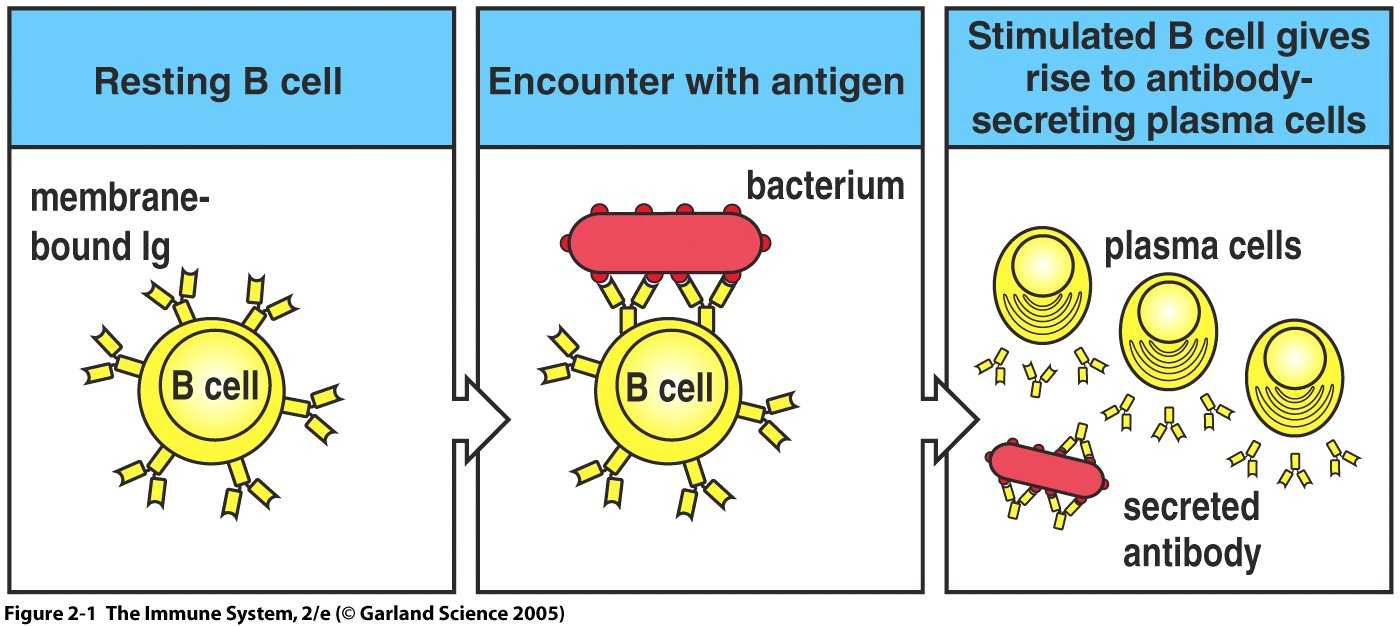 Resting B cell
membrane-
bound Ig
B cell
Encounter with antigen
bacterium
B cell
Stimulated B cell gives
rise to antibody-
secreting plasma cells
plasma cells
secreted
antibody
Figure 2-1 The Immune System, 2/e (© Garland Science 2005)